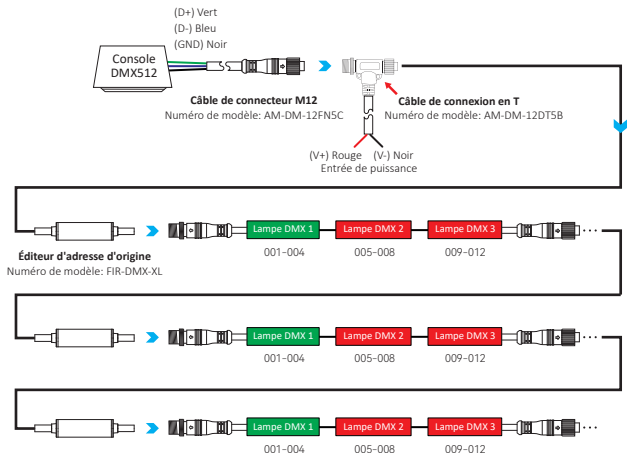 (D+) Vert
(D-) Bleu
(GND) Noir
Console
DMX512
Câble de connecteur M12
Numéro de modèle: AM-DM-12FN5C
Câble de connexion en T
Numéro de modèle: AM-DM-12DT5B
(V+) Rouge (V-) Noir
Entrée de puissance
Lampe DMX 1 Lampe DMX 2 Lampe DMX 3
001-004 005-008 009-012
Éditeur d'adresse d'origine
Numéro de modèle: FIR-DMX-XL
Lampe DMX 1 Lampe DMX 2 Lampe DMX 3
001-004 005-008 009-012
Lampe DMX 1 Lampe DMX 2 Lampe DMX 3
001-004 005-008 009-012